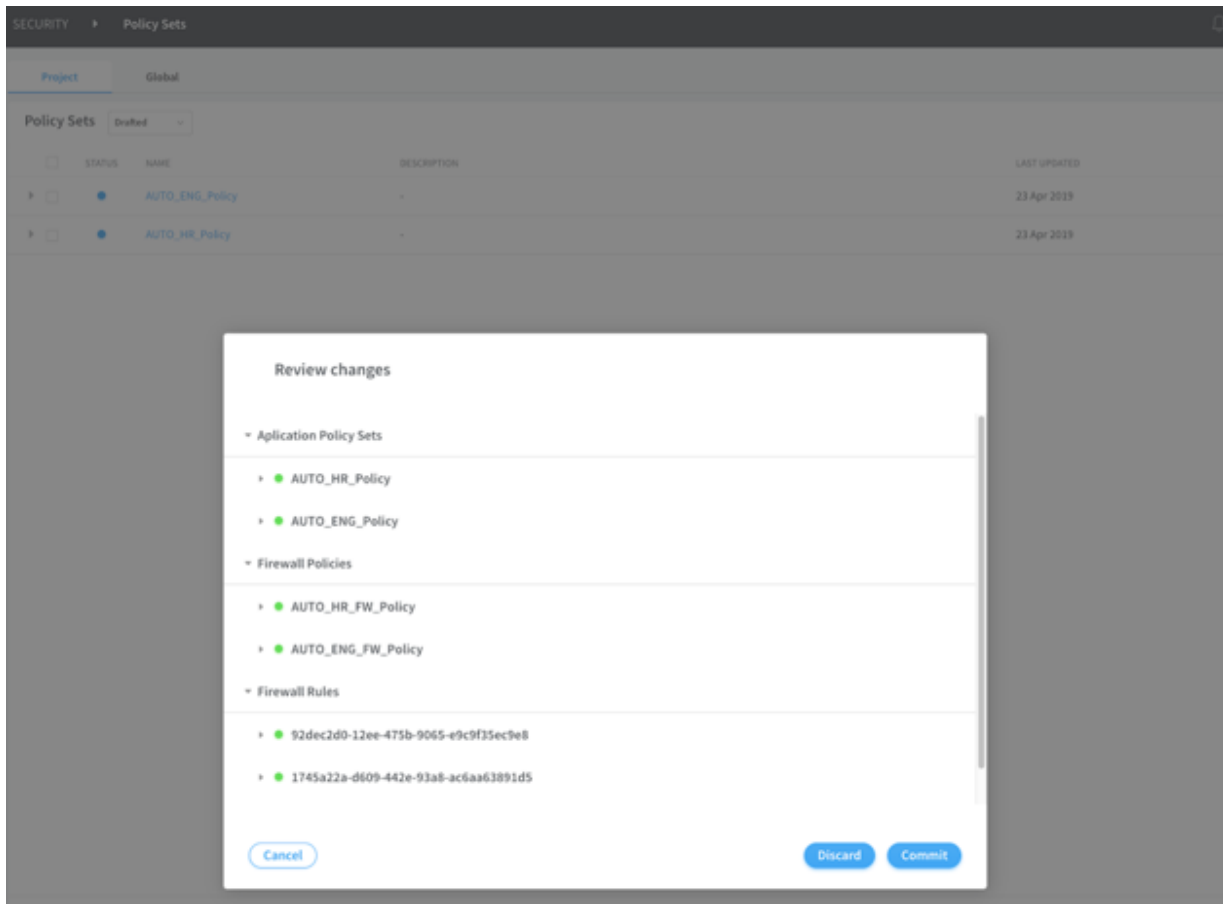 SECURITY Policy Sets
Project Global
Policy Sets Drafted
STATUS NAME DESCRIPTION LAST UPDATED
AUTO_ENG_Policy - 23 Apr 2019
AUTO_HR_Policy - 23 Apr 2019
Review changes
Aplication Policy Sets
AUTO_HR_Policy
AUTO_ENG_Policy
Firewall Policies
AUTO_HR_FW_Policy
AUTO_ENG_FW_Policy
Firewall Rules
92dec2d0-12ee-475b-9065-e9c9f35ec9e8
1745a22a-d609-442e-93a8-ac6aa63891d5
Cancel Discard Commit